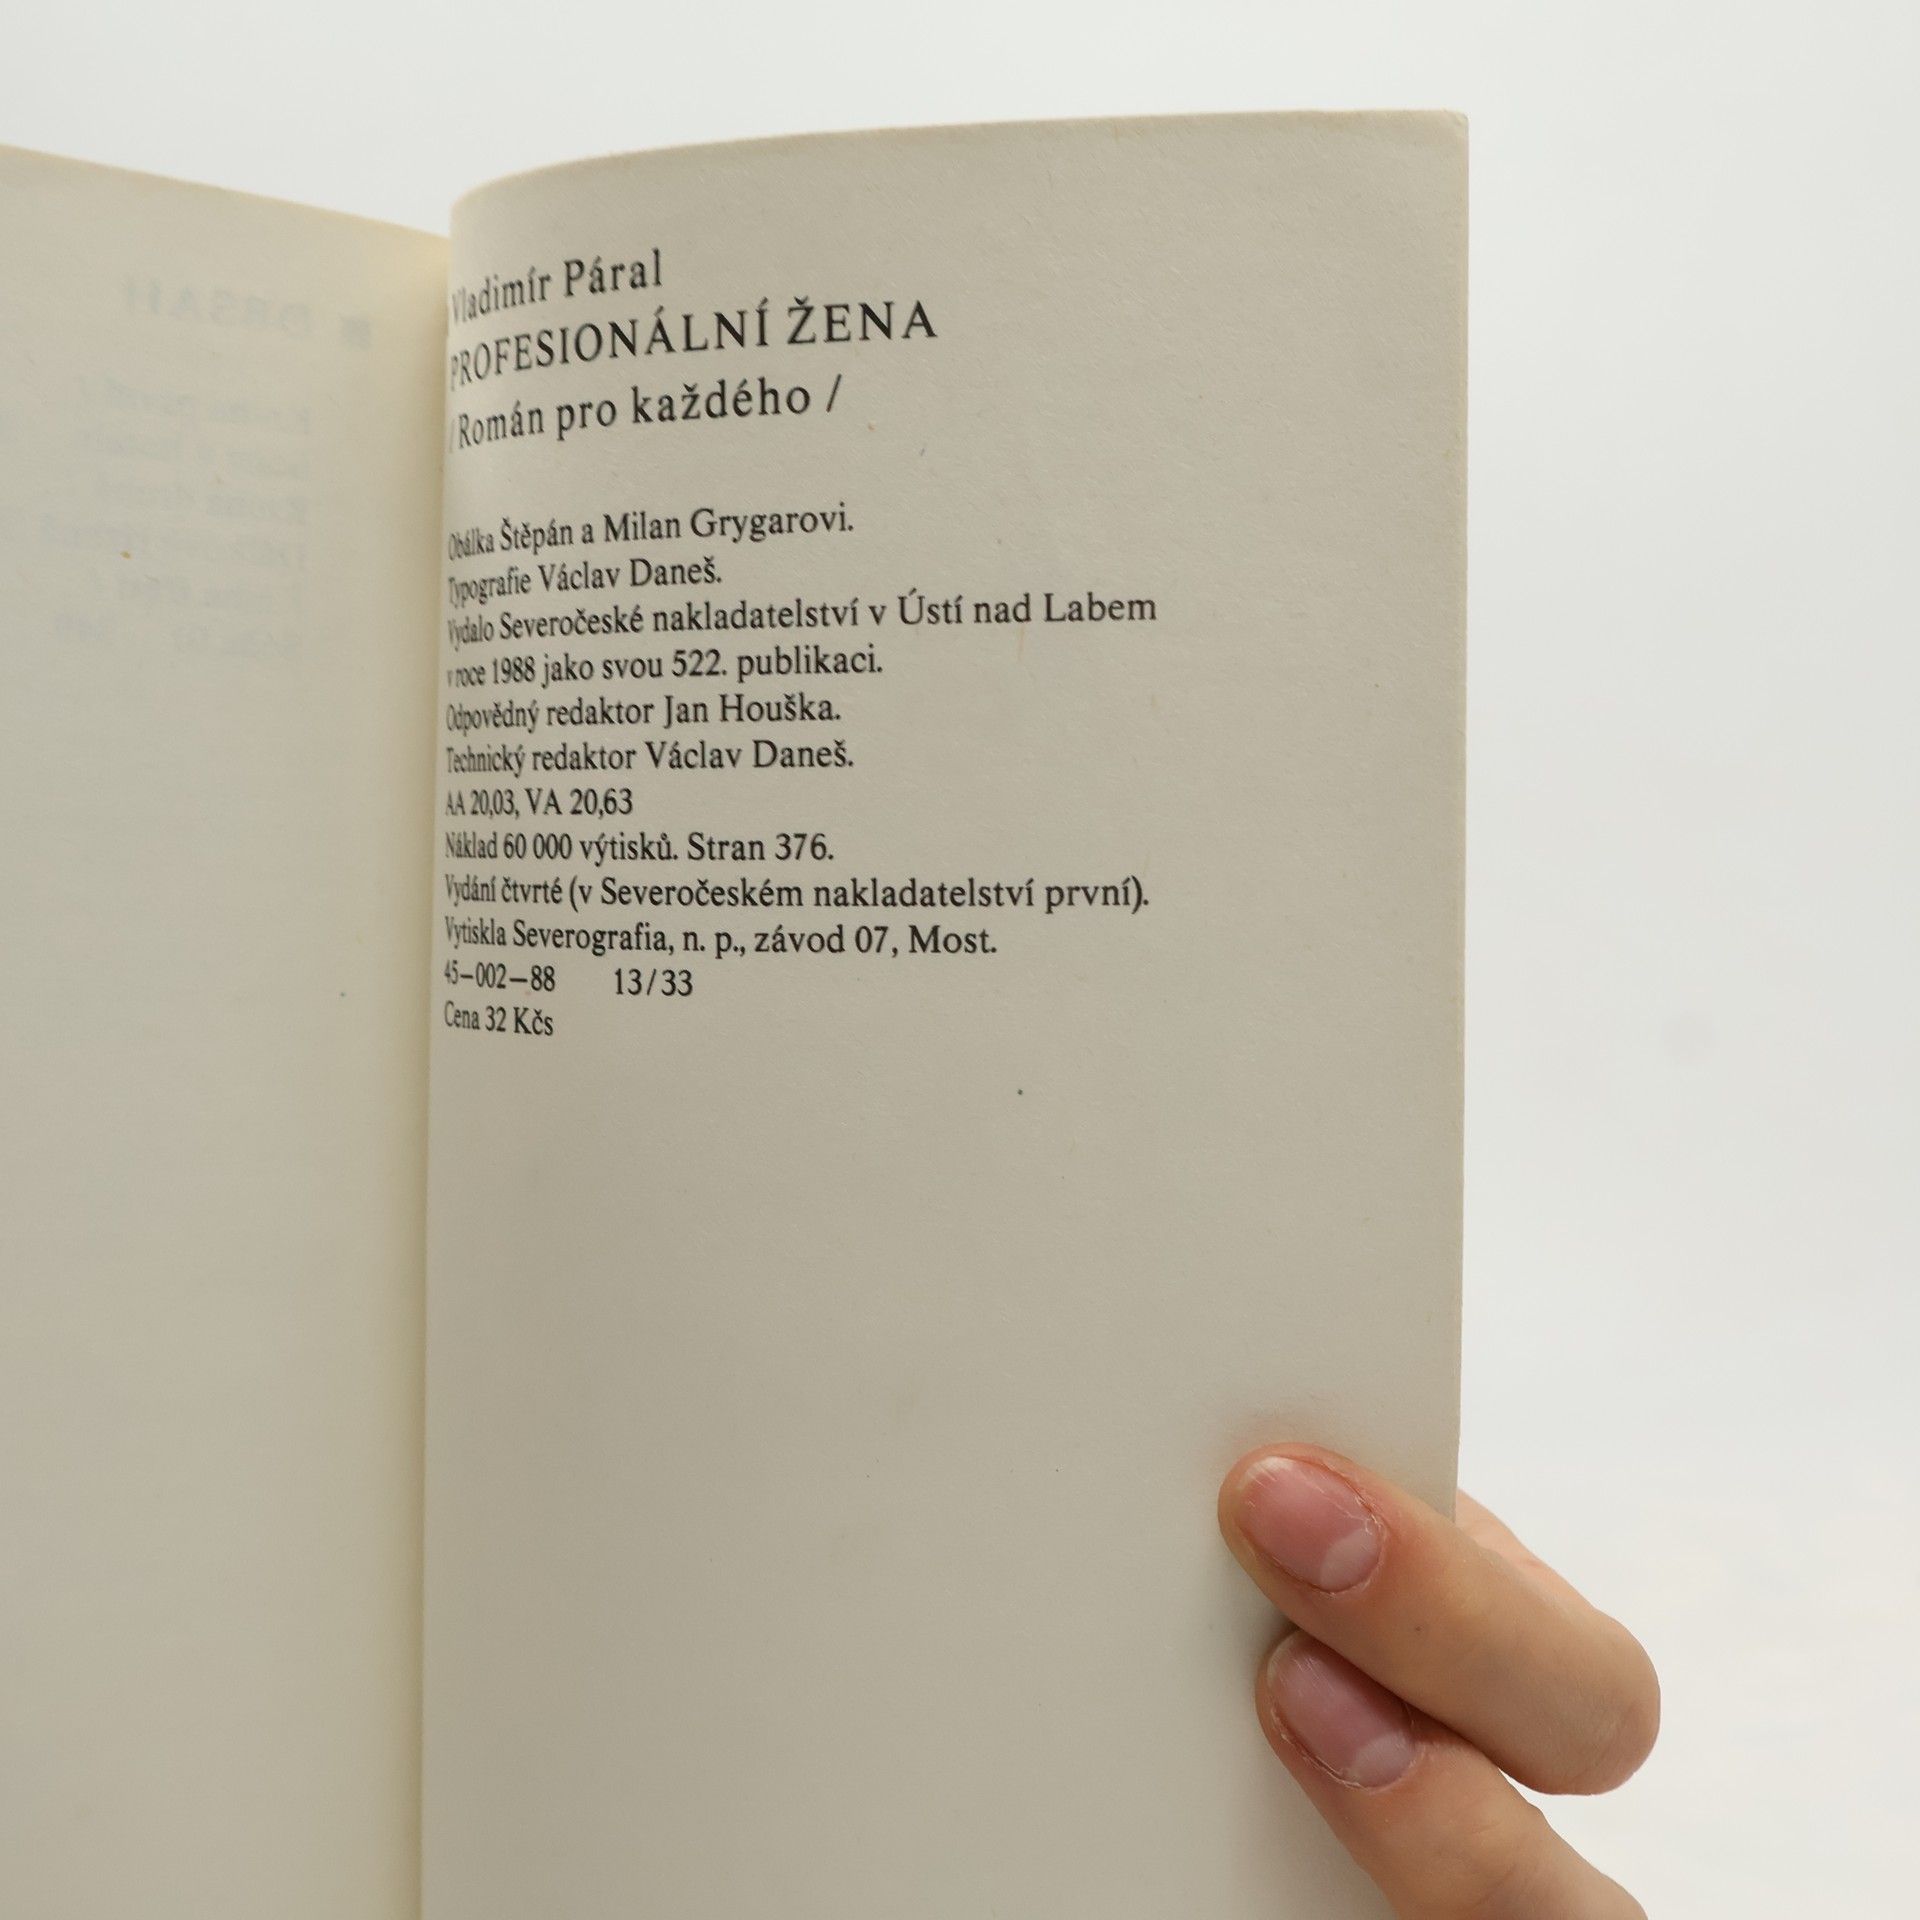 Vladimír Páral
PROFESIONÁLNÍ ŽENA
/ Román pro každého /
Obálka Štěpán a Milan Grygarovi.
Typografie Václav Daneš.
Vydalo Severočeské nakladatelství v Ústí nad Labem
v roce 1988 jako svou 522. publikaci.
Odpovědný redaktor Jan Houška.
Technický redaktor Václav Daneš.
AA 20,03, VA 20,63
Náklad 60 000 výtisků. Stran 376.
Vydání čtvrté (v Severočeském nakladatelství první).
Vytiskla Severografia, n. p., závod 07, Most.
45–002–88 13/33
Cena 32 Kčs